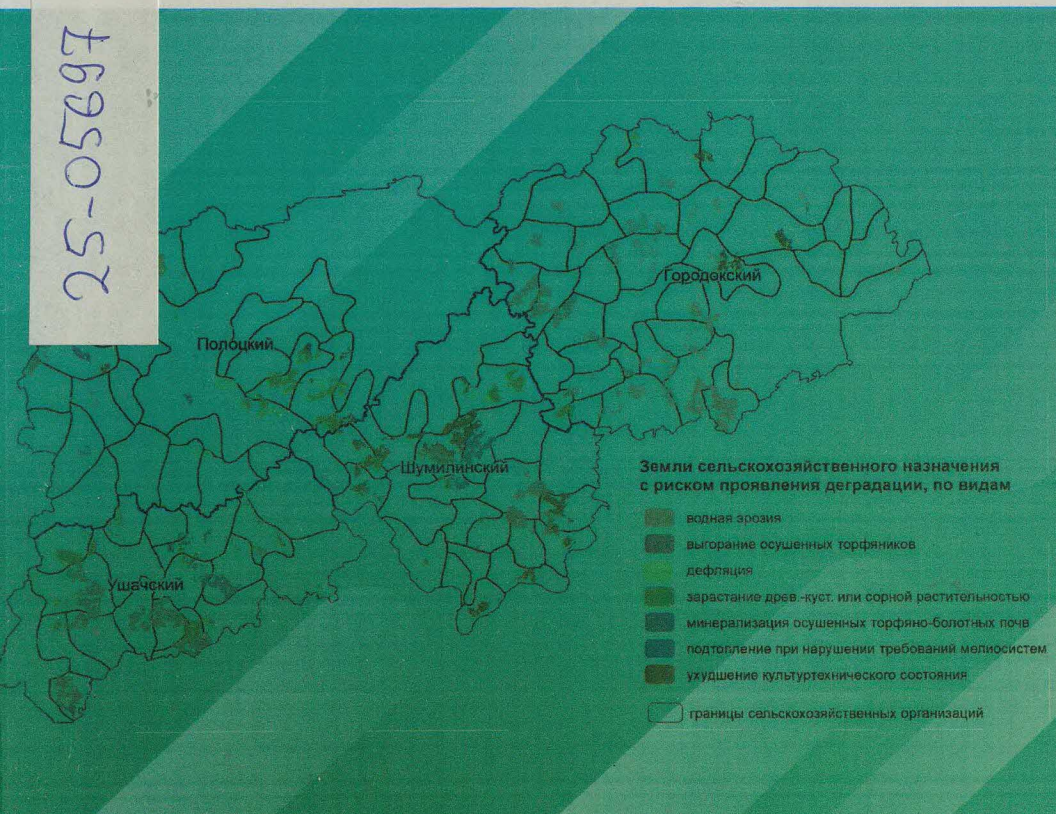 25-05697
Городокский
Полоцкий
Шумилинский
Ушачский
Земли сельскохозяйственного назначения
с риском проявления деградации, по видам
водная эрозия
выгорание осушенных торфяников
дефляция
зарастание древ.-куст. или сорной растительностью
минерализация осушенных торфяно-болотных почв
подтопление при нарушении требований мелиосистем
ухудшение культуртехнического состояния
границы сельскохозяйственных организаций